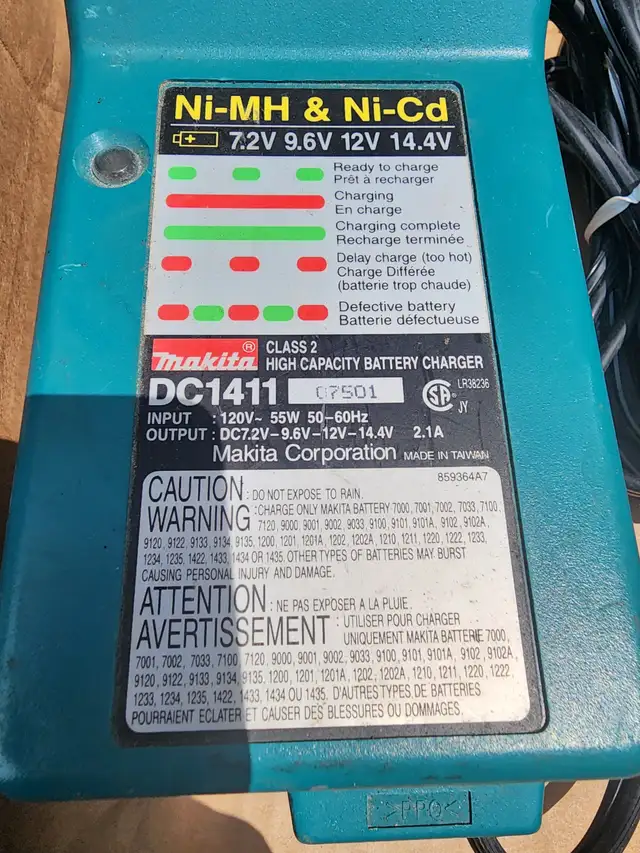 Ni-MH & Ni-Cd
7.2V 9.6V 12V 14.4V
Ready to charge
Prêt à recharger
Charging
En charge
Charging complete
Recharge terminée
Delay charge (too hot)
Charge Différée
(batterie trop chaude)
Defective battery
Batterie défectueuse
makita® CLASS 2
HIGH CAPACITY BATTERY CHARGER
DC1411 07501 LR38236
JY
INPUT : 120V~ 55W 50–60Hz
OUTPUT : DC7.2V–9.6V–12V–14.4V 2.1A
Makita Corporation MADE IN TAIWAN
859364A7
CAUTION : DO NOT EXPOSE TO RAIN.
WARNING : CHARGE ONLY MAKITA BATTERY 7000, 7001, 7002, 7033, 7100,
7120, 9000, 9001, 9002, 9033, 9100, 9101, 9101A, 9102, 9102A,
9120, 9122, 9133, 9134, 9135, 1200, 1201, 1201A, 1202, 1202A, 1210, 1211, 1220, 1222, 1233,
1234, 1235, 1422, 1433, 1434 OR 1435. OTHER TYPES OF BATTERIES MAY BURST
CAUSING PERSONAL INJURY AND DAMAGE.
ATTENTION : NE PAS EXPOSER A LA PLUIE.
AVERTISSEMENT : UTILISER POUR CHARGER
UNIQUEMENT MAKITA BATTERIE 7000,
7001, 7002, 7033, 7100, 7120, 9000, 9001, 9002, 9033, 9100, 9101, 9101A, 9102, 9102A,
9120, 9122, 9133, 9134, 9135, 1200, 1201, 1201A, 1202, 1202A, 1210, 1211, 1220, 1222,
1233, 1234, 1235, 1422, 1433, 1434 OU 1435. D'AUTRES TYPES DE BATTERIES
POURRAIENT ECLATER ET CAUSER DES BLESSURES OU DOMMAGES.
>PPO<